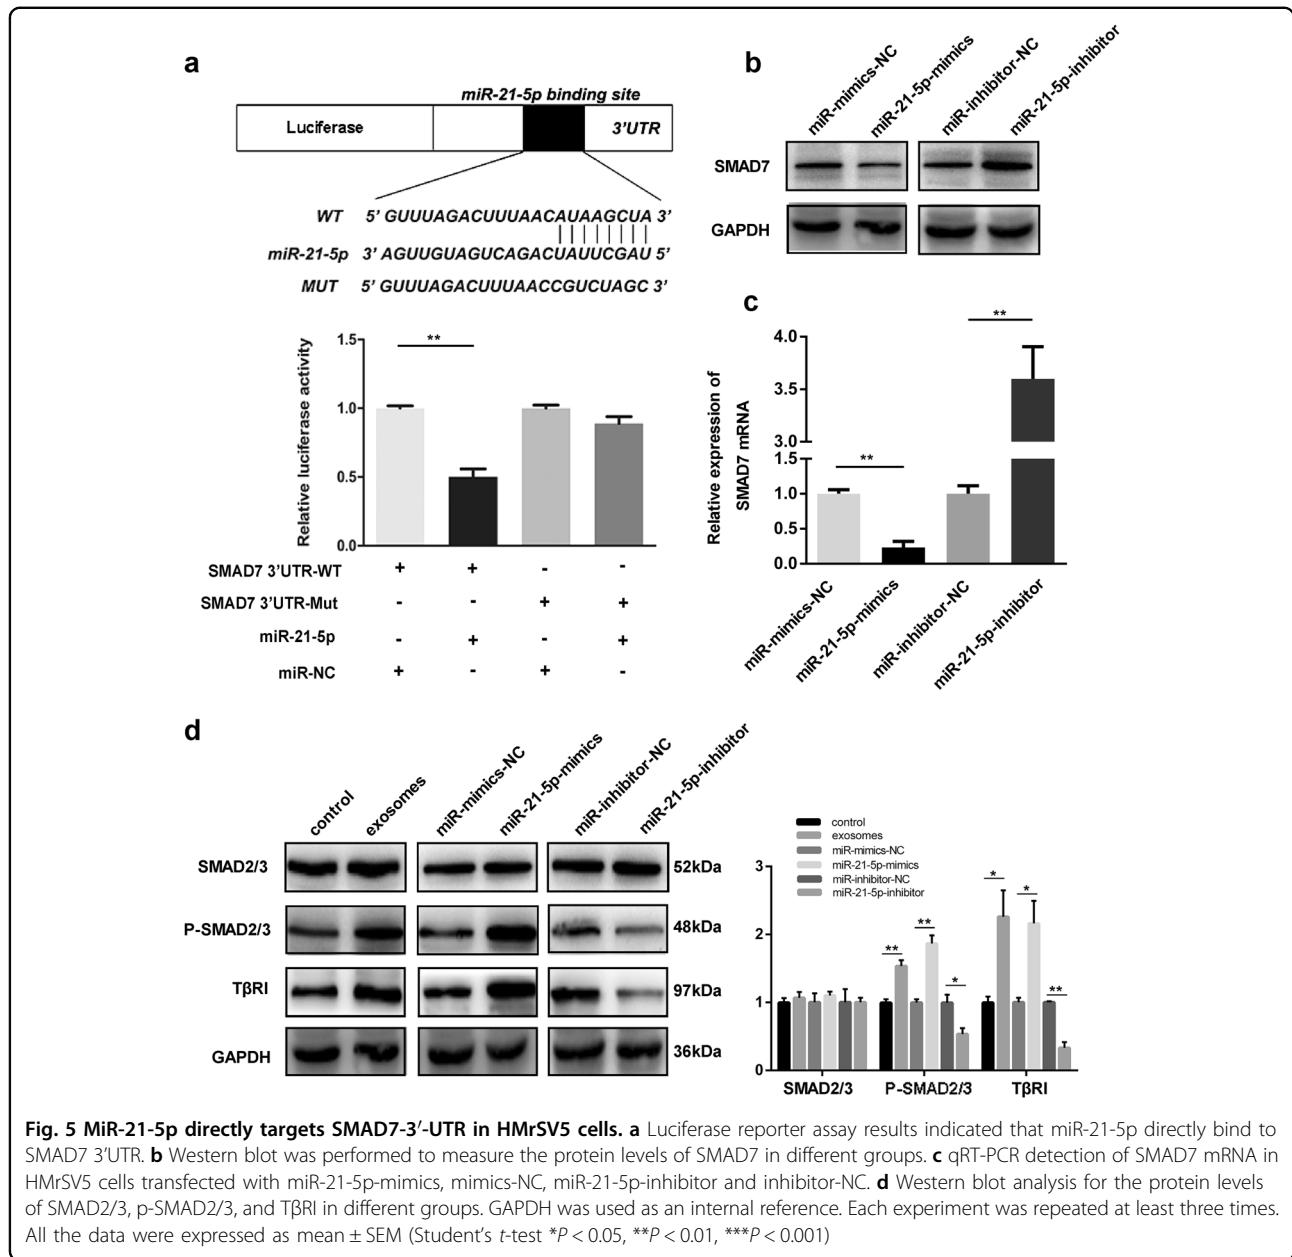 a
miR-21-5p binding site
Luciferase
3'UTR
WT 5' GUUUAGACUUUAACAUAAGCUA 3'
miR-21-5p 3' AGUUGUAGUCAGACUAUUCGAU 5'
MUT 5' GUUUAGACUUUAACCGUCUAGC 3'
Relative luciferase activity
1.5
1.0
0.5
0.0
**
SMAD7 3'UTR-WT + + - -
SMAD7 3'UTR-Mut - - + +
miR-21-5p - + - +
miR-NC + - + -
b
miR-mimics-NC
miR-21-5p-mimics
miR-inhibitor-NC
miR-21-5p-inhibitor
SMAD7
GAPDH
c
Relative expression of
SMAD7 mRNA
4.0
3.5
3.0
1.5
1.0
0.5
0.0
**
**
miR-mimics-NC
miR-21-5p-mimics
miR-inhibitor-NC
miR-21-5p-inhibitor
d
control
exosomes
miR-mimics-NC
miR-21-5p-mimics
miR-inhibitor-NC
miR-21-5p-inhibitor
SMAD2/3 52kDa
P-SMAD2/3 48kDa
TβRI 97kDa
GAPDH 36kDa
control
exosomes
miR-mimics-NC
miR-21-5p-mimics
miR-inhibitor-NC
miR-21-5p-inhibitor
3
2
1
0
** ** * * * **
SMAD2/3 P-SMAD2/3 TβRI
Fig. 5 MiR-21-5p directly targets SMAD7-3′-UTR in HMrSV5 cells. a Luciferase reporter assay results indicated that miR-21-5p directly bind to
SMAD7 3'UTR. b Western blot was performed to measure the protein levels of SMAD7 in different groups. c qRT-PCR detection of SMAD7 mRNA in
HMrSV5 cells transfected with miR-21-5p-mimics, mimics-NC, miR-21-5p-inhibitor and inhibitor-NC. d Western blot analysis for the protein levels
of SMAD2/3, p-SMAD2/3, and TβRI in different groups. GAPDH was used as an internal reference. Each experiment was repeated at least three times.
All the data were expressed as mean ± SEM (Student's t-test *P < 0.05, **P < 0.01, ***P < 0.001)